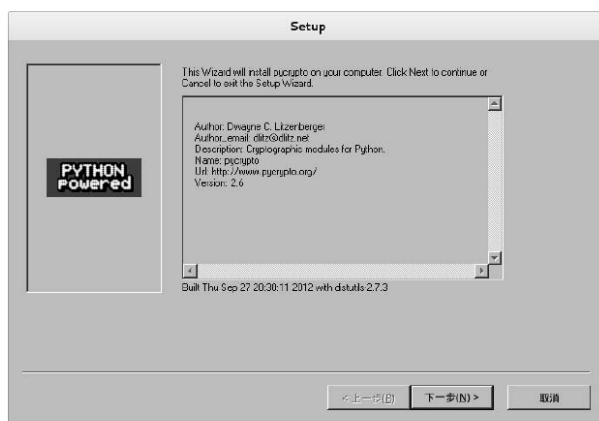 Setup
This Wizard will install pycrypto on your computer. Click Next to continue or
Cancel to exit the Setup Wizard.
PYTHON
powered
Author: Dwayne C. Litzenberger
Author_email: dlitz@dlitz.net
Description: Cryptographic modules for Python.
Name: pycrypto
Url: http://www.pycrypto.org/
Version: 2.6
Built Thu Sep 27 20:30:11 2012 with distutils-2.7.3
<上一步(B)
下一步(N) >
取消